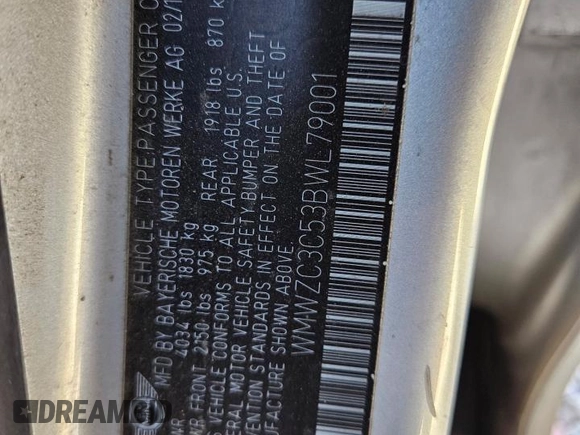 VEHICLE TYPE:PASSENGER C
MFD BY BAYERISCHE MOTOREN WERKE AG 02/1
4034 lbs 1830 kg
FRONT 2150 lbs 975 kg REAR 1918 lbs 870 k
VEHICLE CONFORMS TO ALL APPLICABLE U.S.
MOTOR VEHICLE SAFETY BUMPER AND THEFT
STANDARDS IN EFFECT ON THE DATE OF
SHOWN ABOVE.
WMWZC3C53BWL79001
DREAM